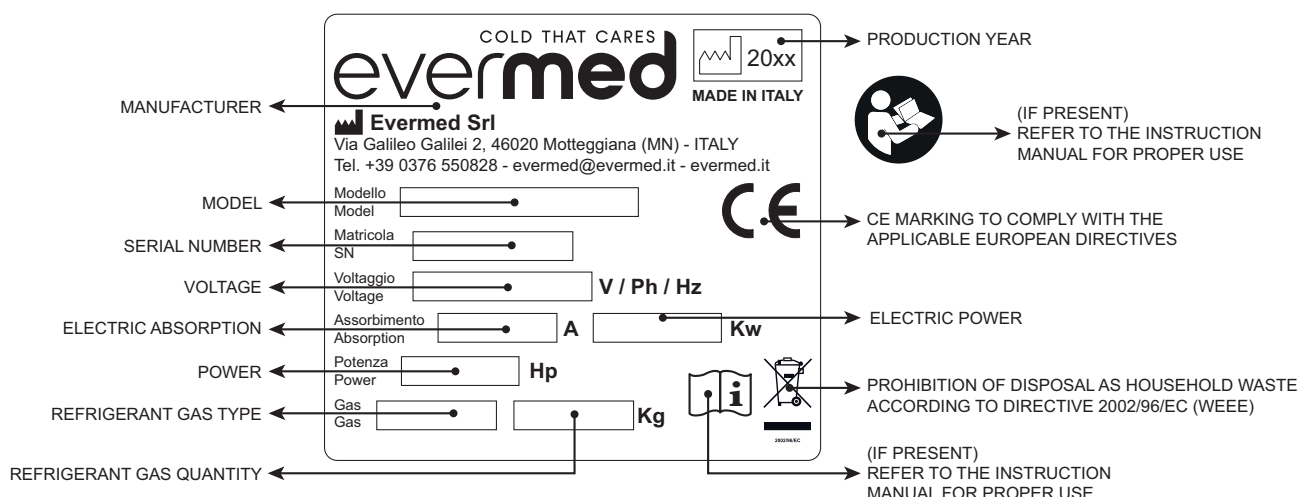 COLD THAT CARES
evermed
20xx
MADE IN ITALY
PRODUCTION YEAR
MANUFACTURER
Evermed Srl
Via Galileo Galilei 2, 46020 Motteggiana (MN) - ITALY
Tel. +39 0376 550828 - evermed@evermed.it - evermed.it
(IF PRESENT)
REFER TO THE INSTRUCTION
MANUAL FOR PROPER USE
MODEL
Modello
Model
CE
CE MARKING TO COMPLY WITH THE
APPLICABLE EUROPEAN DIRECTIVES
SERIAL NUMBER
Matricola
SN
VOLTAGE
Voltaggio
Voltage
V / Ph / Hz
ELECTRIC ABSORPTION
Assorbimento
Absorption
A
Kw
ELECTRIC POWER
POWER
Potenza
Power
Hp
REFRIGERANT GAS TYPE
Gas
Gas
Kg
i
PROHIBITION OF DISPOSAL AS HOUSEHOLD WASTE
ACCORDING TO DIRECTIVE 2002/96/EC (WEEE)
2002/96/EC
REFRIGERANT GAS QUANTITY
(IF PRESENT)
REFER TO THE INSTRUCTION
MANUAL FOR PROPER USE